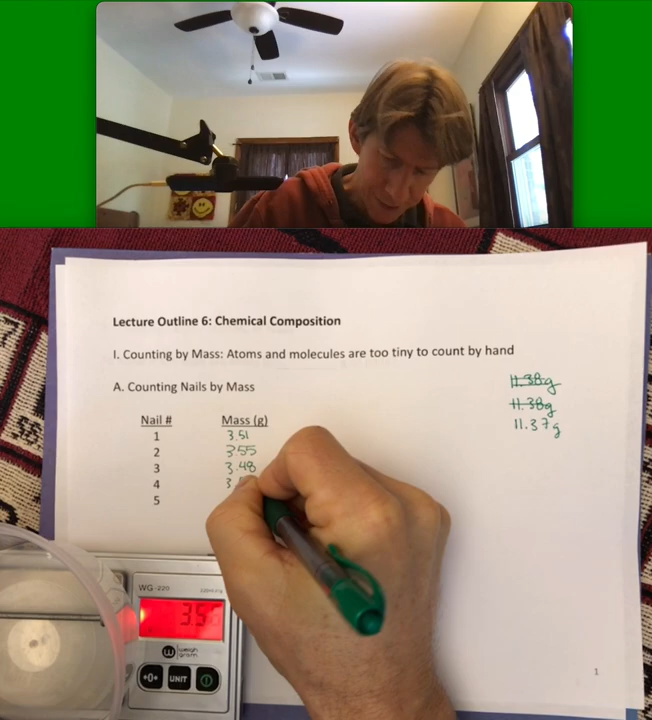 Lecture Outline 6: Chemical Composition
I. Counting by Mass: Atoms and molecules are too tiny to count by hand
11.38g
A. Counting Nails by Mass
11.38g
11.37g
Nail # Mass (g)
1 3.51
2 3.55
3 3.48
4 3.
5
WG-220
weigh gram
UNIT
1